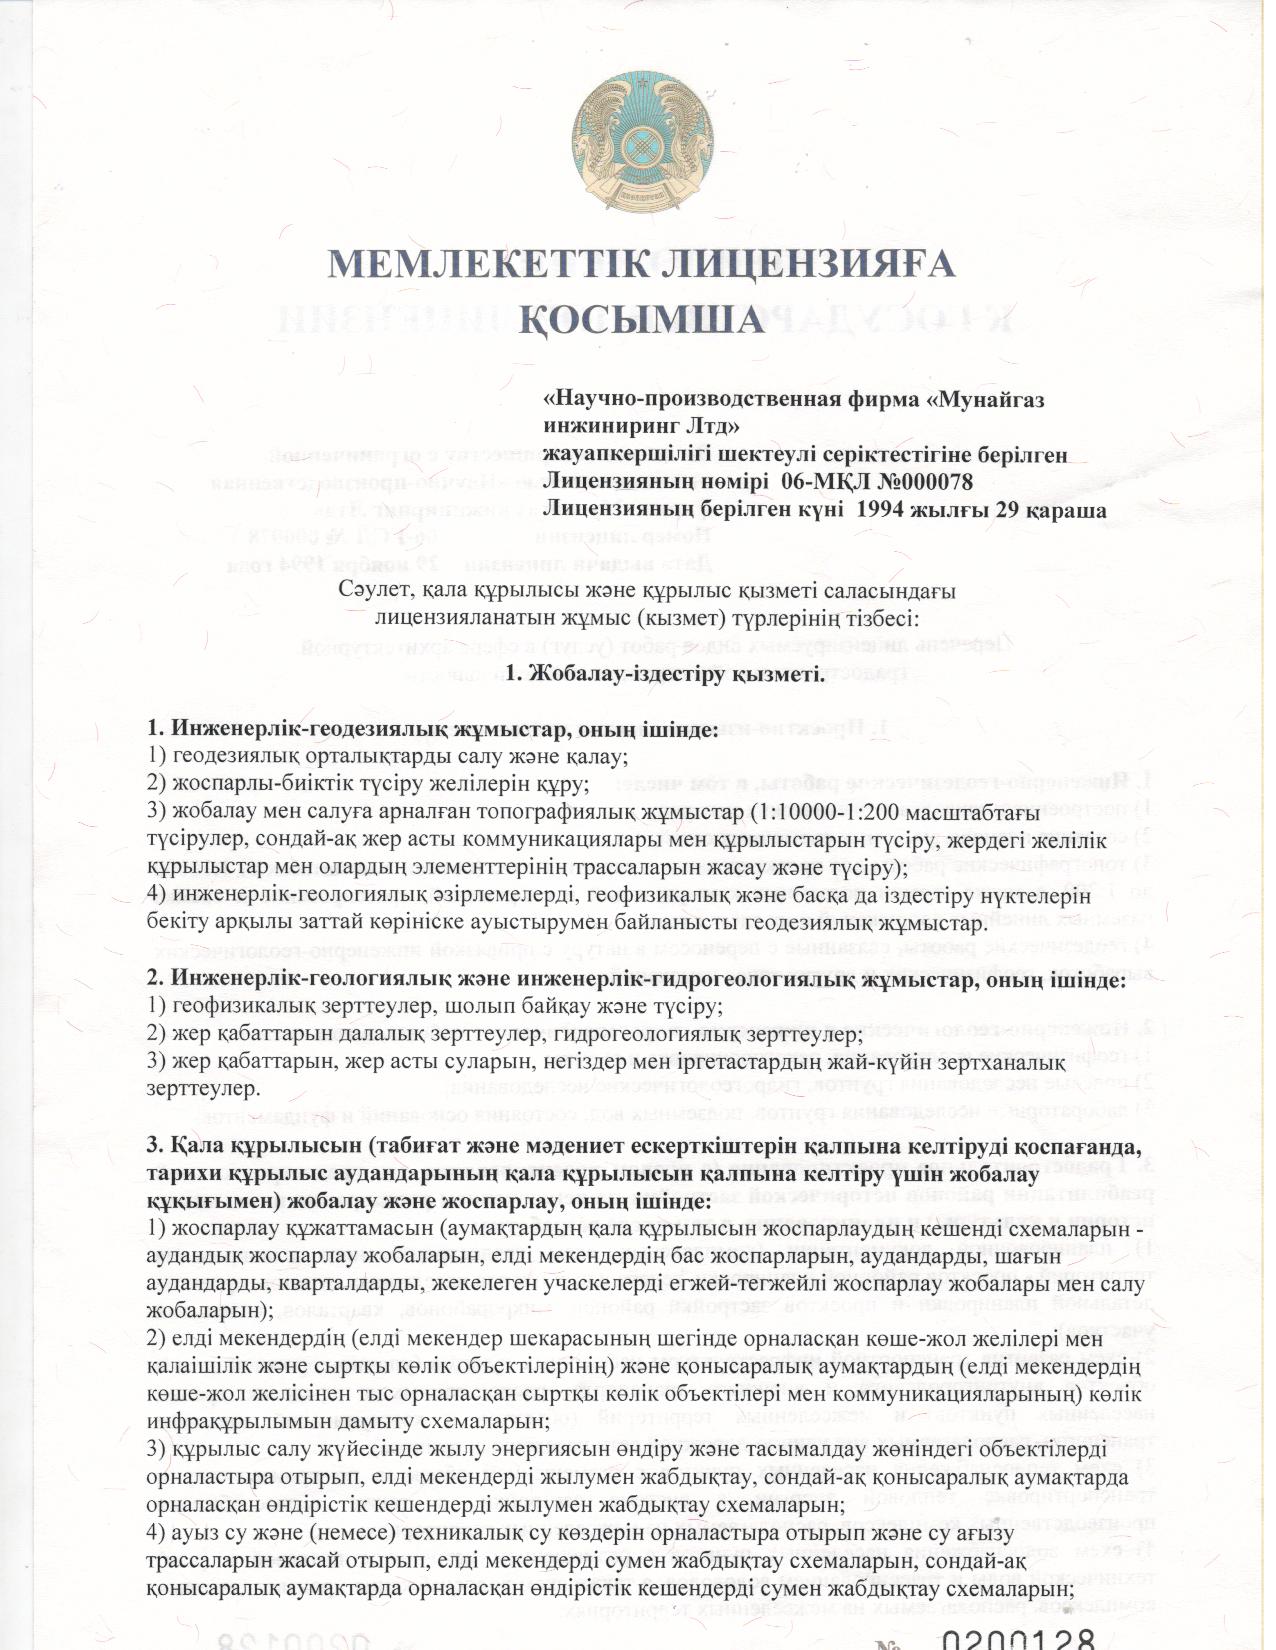 МЕМЛЕКЕТТІК ЛИЦЕНЗИЯҒА
ҚОСЫМША
«Научно-производственная фирма «Мунайгаз
инжиниринг Лтд»
жауапкершілігі шектеулі серіктестігіне берілген
Лицензияның нөмірі 06-МҚЛ №000078
Лицензияның берілген күні 1994 жылғы 29 қараша
Сәулет, қала құрылысы және құрылыс қызметі саласындағы
лицензияланатын жұмыс (кызмет) түрлерінің тізбесі:
1. Жобалау-іздестіру қызметі.
1. Инженерлік-геодезиялық жұмыстар, оның ішінде:
1) геодезиялық орталықтарды салу және қалау;
2) жоспарлы-биіктік түсіру желілерін құру;
3) жобалау мен салуға арналған топографиялық жұмыстар (1:10000-1:200 масштабтағы
түсірулер, сондай-ақ жер асты коммуникациялары мен құрылыстарын түсіру, жердегі желілік
құрылыстар мен олардың элементтерінің трассаларын жасау және түсіру);
4) инженерлік-геологиялық әзірлемелерді, геофизикалық және басқа да іздестіру нүктелерін
бекіту арқылы заттай көрініске ауыстырумен байланысты геодезиялық жұмыстар.
2. Инженерлік-геологиялық және инженерлік-гидрогеологиялық жұмыстар, оның ішінде:
1) геофизикалық зерттеулер, шолып байқау және түсіру;
2) жер қабаттарын далалық зерттеулер, гидрогеологиялық зерттеулер;
3) жер қабаттарын, жер асты суларын, негіздер мен іргетастардың жай-күйін зертханалық
зерттеулер.
3. Қала құрылысын (табиғат және мәдениет ескерткіштерін қалпына келтіруді қоспағанда,
тарихи құрылыс аудандарының қала құрылысын қалпына келтіру үшін жобалау
құқығымен) жобалау және жоспарлау, оның ішінде:
1) жоспарлау құжаттамасын (аумақтардың қала құрылысын жоспарлаудың кешенді схемаларын -
аудандық жоспарлау жобаларын, елді мекендердің бас жоспарларын, аудандарды, шағын
аудандарды, кварталдарды, жекелеген учаскелерді егжей-тегжейлі жоспарлау жобалары мен салу
жобаларын);
2) елді мекендердің (елді мекендер шекарасының шегінде орналасқан көше-жол желілері мен
қалаішілік және сыртқы көлік объектілерінің) және қонысаралық аумақтардың (елді мекендердің
көше-жол желісінен тыс орналасқан сыртқы көлік объектілері мен коммуникацияларының) көлік
инфрақұрылымын дамыту схемаларын;
3) құрылыс салу жүйесінде жылу энергиясын өндіру және тасымалдау жөніндегі объектілерді
орналастыра отырып, елді мекендерді жылумен жабдықтау, сондай-ақ қонысаралық аумақтарда
орналасқан өндірістік кешендерді жылумен жабдықтау схемаларын;
4) ауыз су және (немесе) техникалық су көздерін орналастыра отырып және су ағызу
трассаларын жасай отырып, елді мекендерді сумен жабдықтау схемаларын, сондай-ақ
қонысаралық аумақтарда орналасқан өндірістік кешендерді сумен жабдықтау схемаларын;
№ 0200128